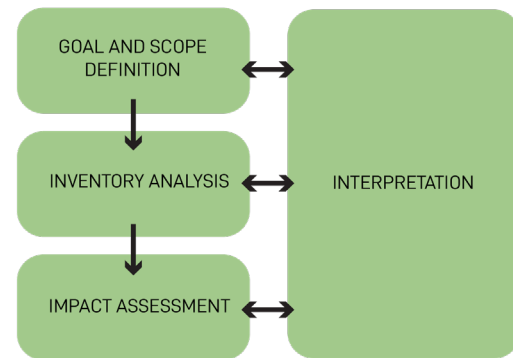 GOAL AND SCOPE
DEFINITION
INVENTORY ANALYSIS
INTERPRETATION
IMPACT ASSESSMENT